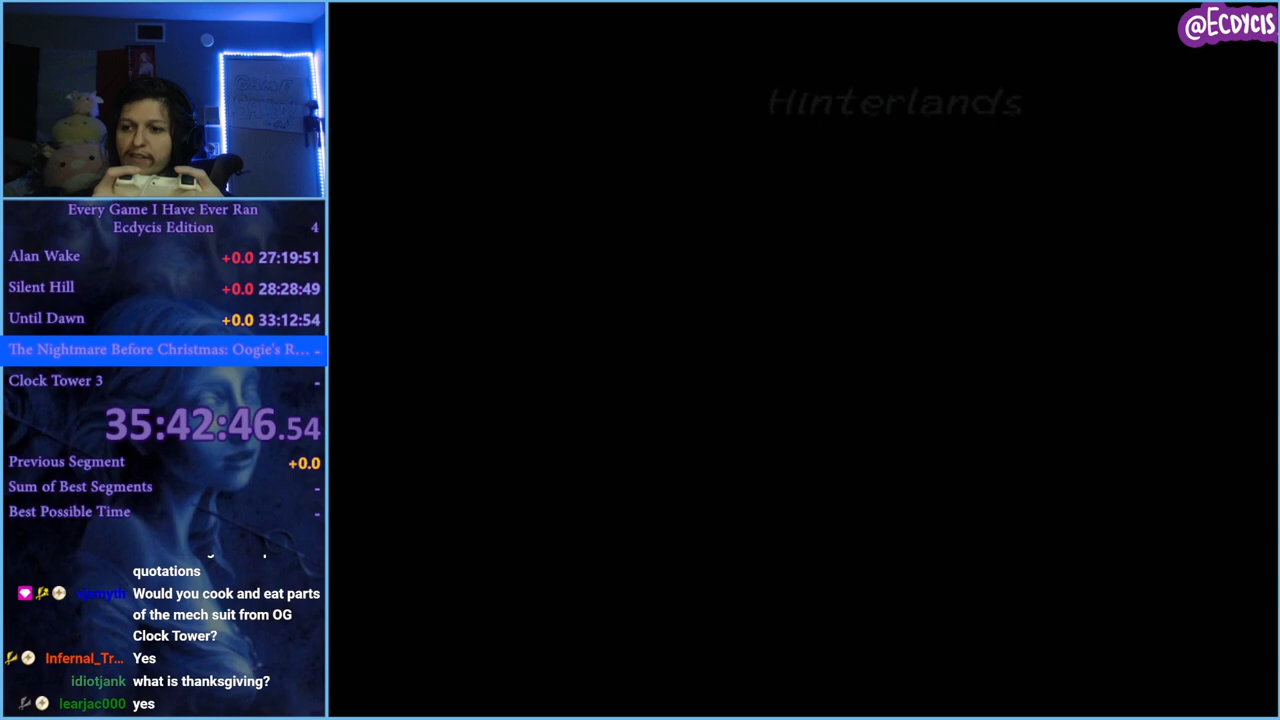 @ECDYCIS
Hinterlands
Every Game I Have Ever Ran
Ecdycis Edition 4
Alan Wake +0.0 27:19:51
Silent Hill +0.0 28:28:49
Until Dawn +0.0 33:12:54
The Nightmare Before Christmas: Oogie's R... -
Clock Tower 3 -
35:42:46.54
Previous Segment +0.0
Sum of Best Segments -
Best Possible Time -
quotations
Would you cook and eat parts
of the mech suit from OG
Clock Tower?
Infernal_Tr... Yes
idiotjank what is thanksgiving?
learjac000 yes